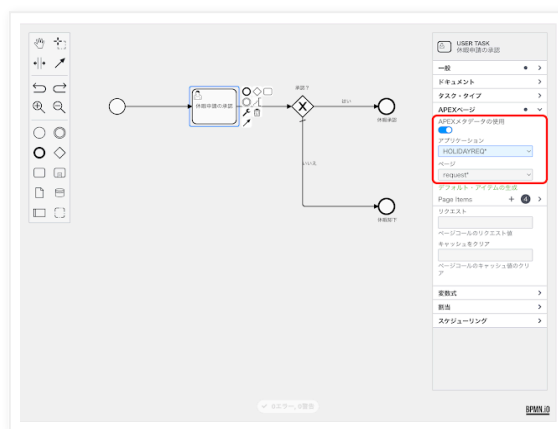 USER TASK
休暇申請の承認
一般
ドキュメント
タスク・タイプ
APEXページ
APEXメタデータの使用
アプリケーション
HOLIDAYREQ*
ページ
request*
デフォルト・アイテムの生成
Page Items + 4
リクエスト
ページコールのリクエスト値
キャッシュをクリア
ページコールのキャッシュ値のクリ
ア
変数式
割当
スケジューリング
休暇申請の承認
承認？
はい
休暇承認
いいえ
休暇却下
0エラー, 0警告
BPMN.iO